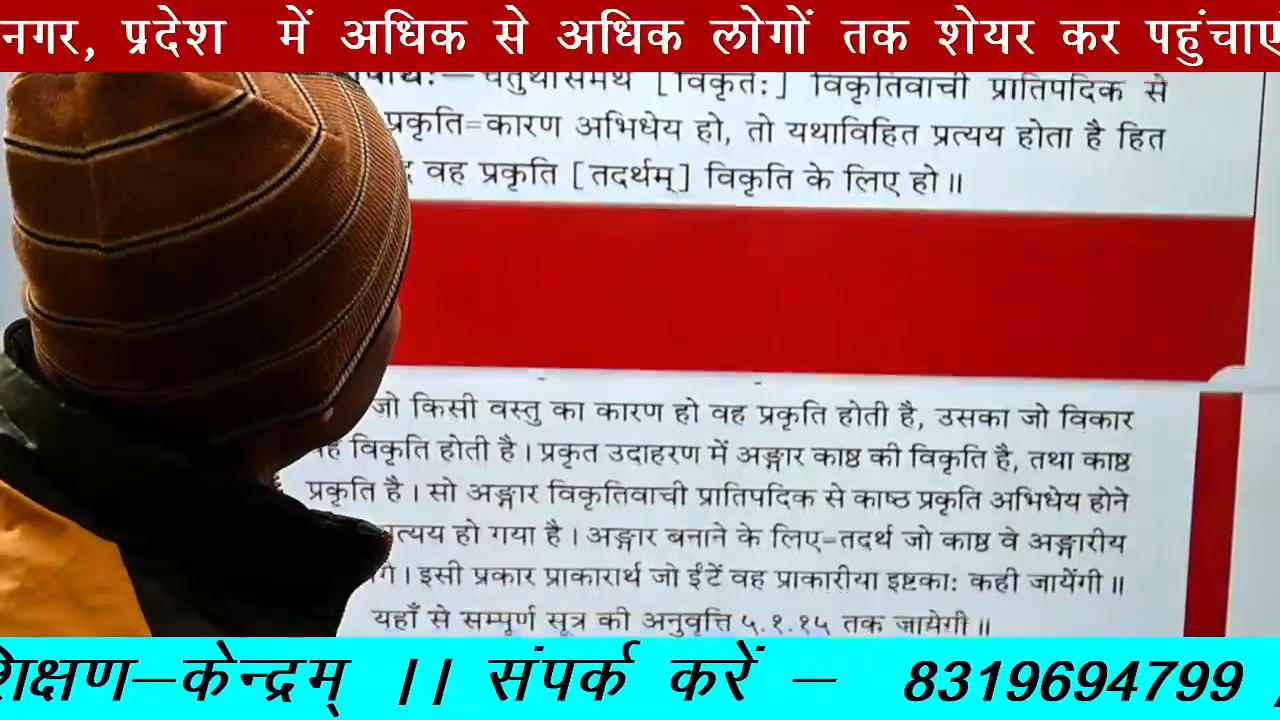 नगर, प्रदेश में अधिक से अधिक लोगों तक शेयर कर पहुंचाएं
चतुर्थीसमर्थ [विकृतेः] विकृतिवाची प्रातिपदिक से
प्रकृति=कारण अभिधेय हो, तो यथाविहित प्रत्यय होता है हित
वह प्रकृति [तदर्थम्] विकृति के लिए हो॥
जो किसी वस्तु का कारण हो वह प्रकृति होती है, उसका जो विकार
वह विकृति होती है। प्रकृत उदाहरण में अङ्गार काष्ठ की विकृति है, तथा काष्ठ
प्रकृति है। सो अङ्गार विकृतिवाची प्रातिपदिक से काष्ठ प्रकृति अभिधेय होने
प्रत्यय हो गया है। अङ्गार बनाने के लिए=तदर्थ जो काष्ठ वे अङ्गारीय
। इसी प्रकार प्राकारार्थ जो ईंटें वह प्राकारीया इष्टकाः कही जायेंगी॥
यहाँ से सम्पूर्ण सूत्र की अनुवृत्ति ५.१.१५ तक जायेगी॥
शिक्षण–केन्द्रम् || संपर्क करें – 8319694799